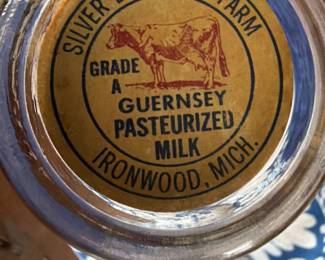 SILVER FARM
GRADE
A
GUERNSEY
PASTEURIZED
MILK
IRONWOOD, MICH.